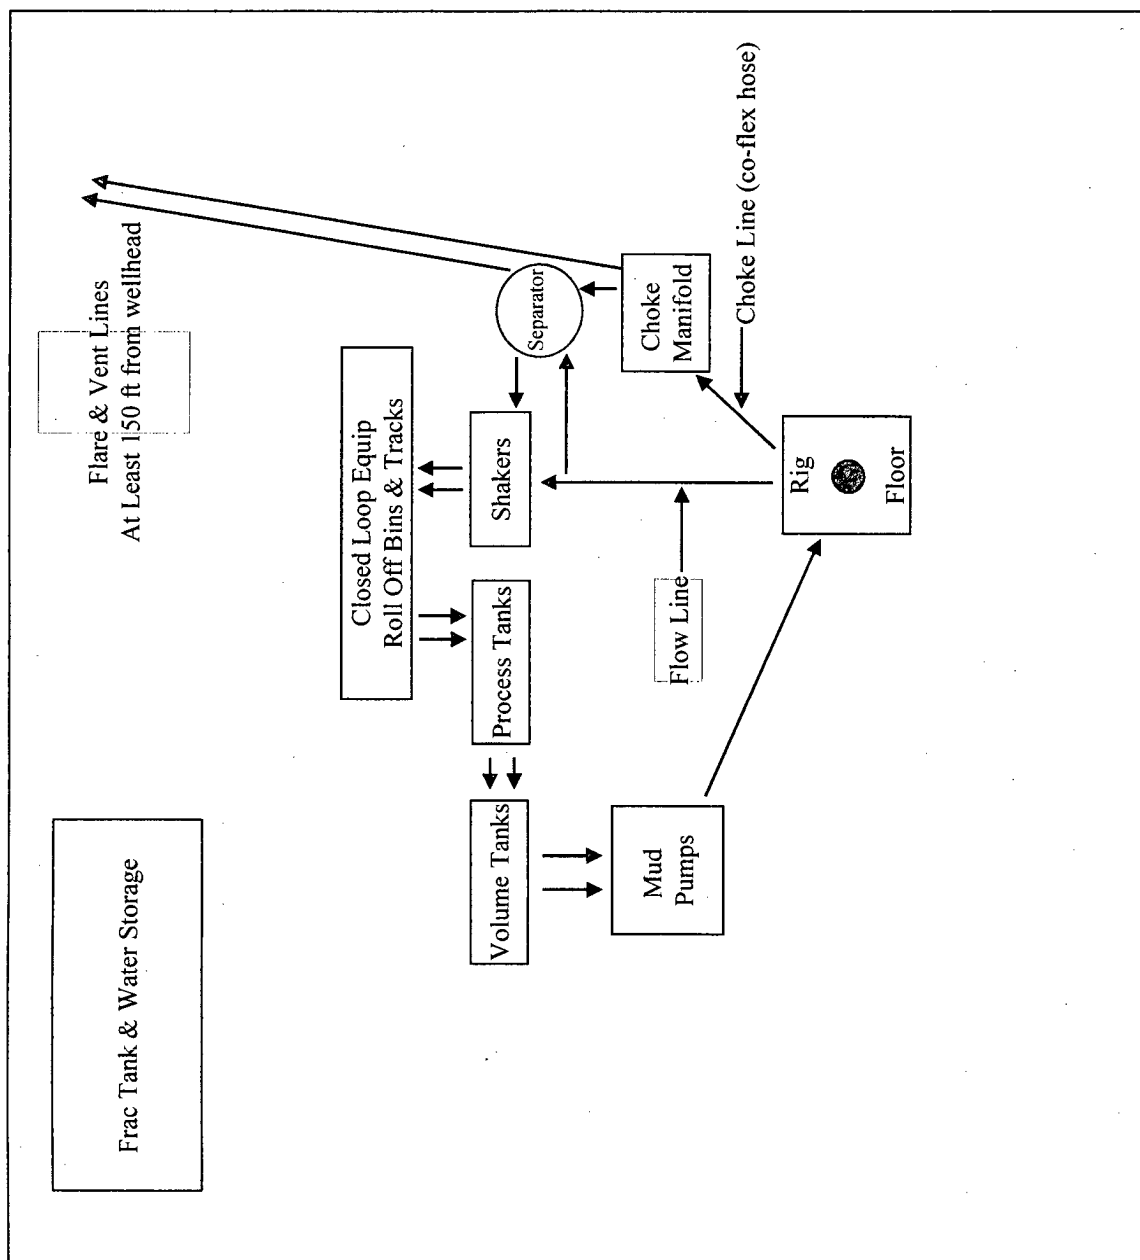 Frac Tank & Water Storage
Flare & Vent Lines
At Least 150 ft from wellhead
Closed Loop Equip
Roll Off Bins & Tracks
Volume Tanks
Process Tanks
Shakers
Separator
Mud
Pumps
Flow Line
Choke
Manifold
Choke Line (co-flex hose)
Rig
Floor